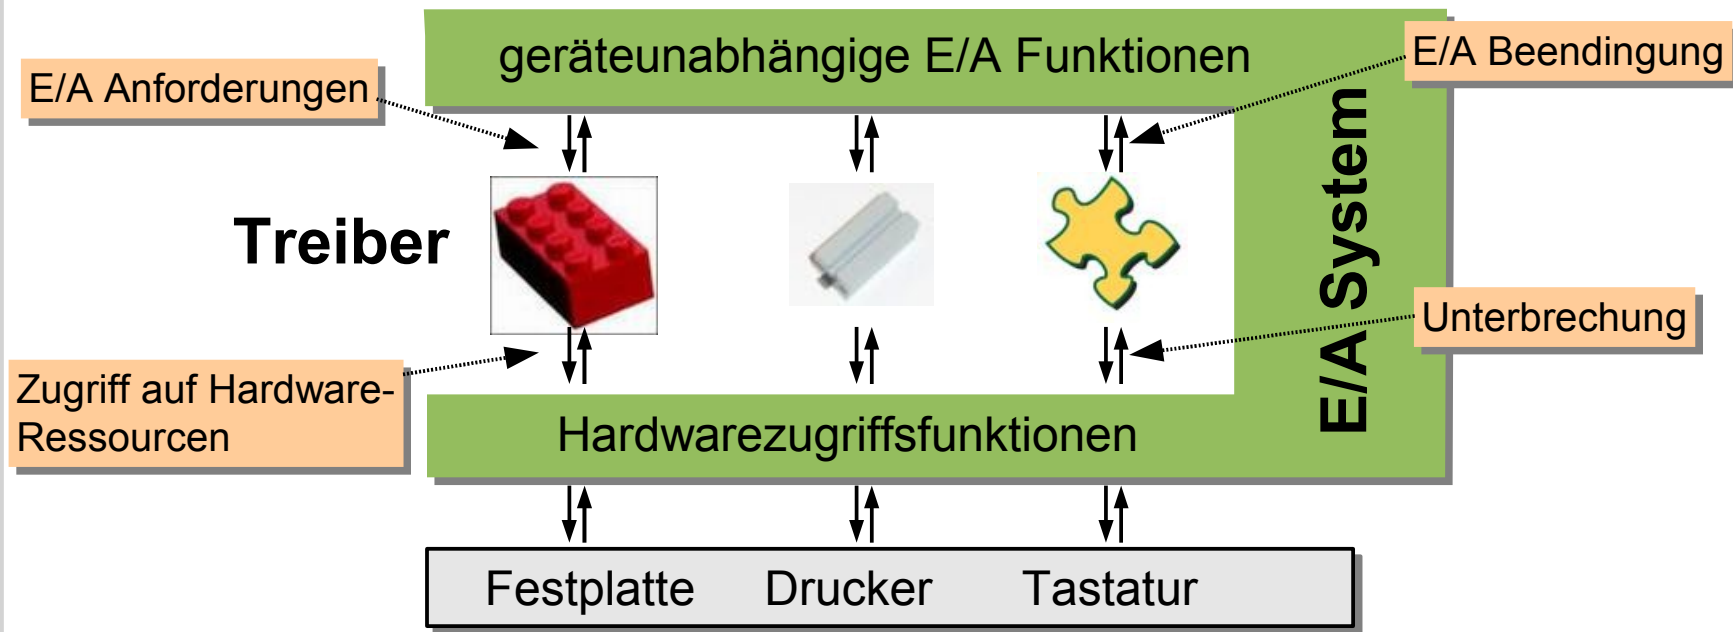 geräteunabhängige E/A Funktionen
E/A Beendingung
E/A Anforderungen
Treiber
E/A System
Unterbrechung
Zugriff auf Hardware-
Ressourcen
Hardwarezugriffsfunktionen
Festplatte Drucker Tastatur